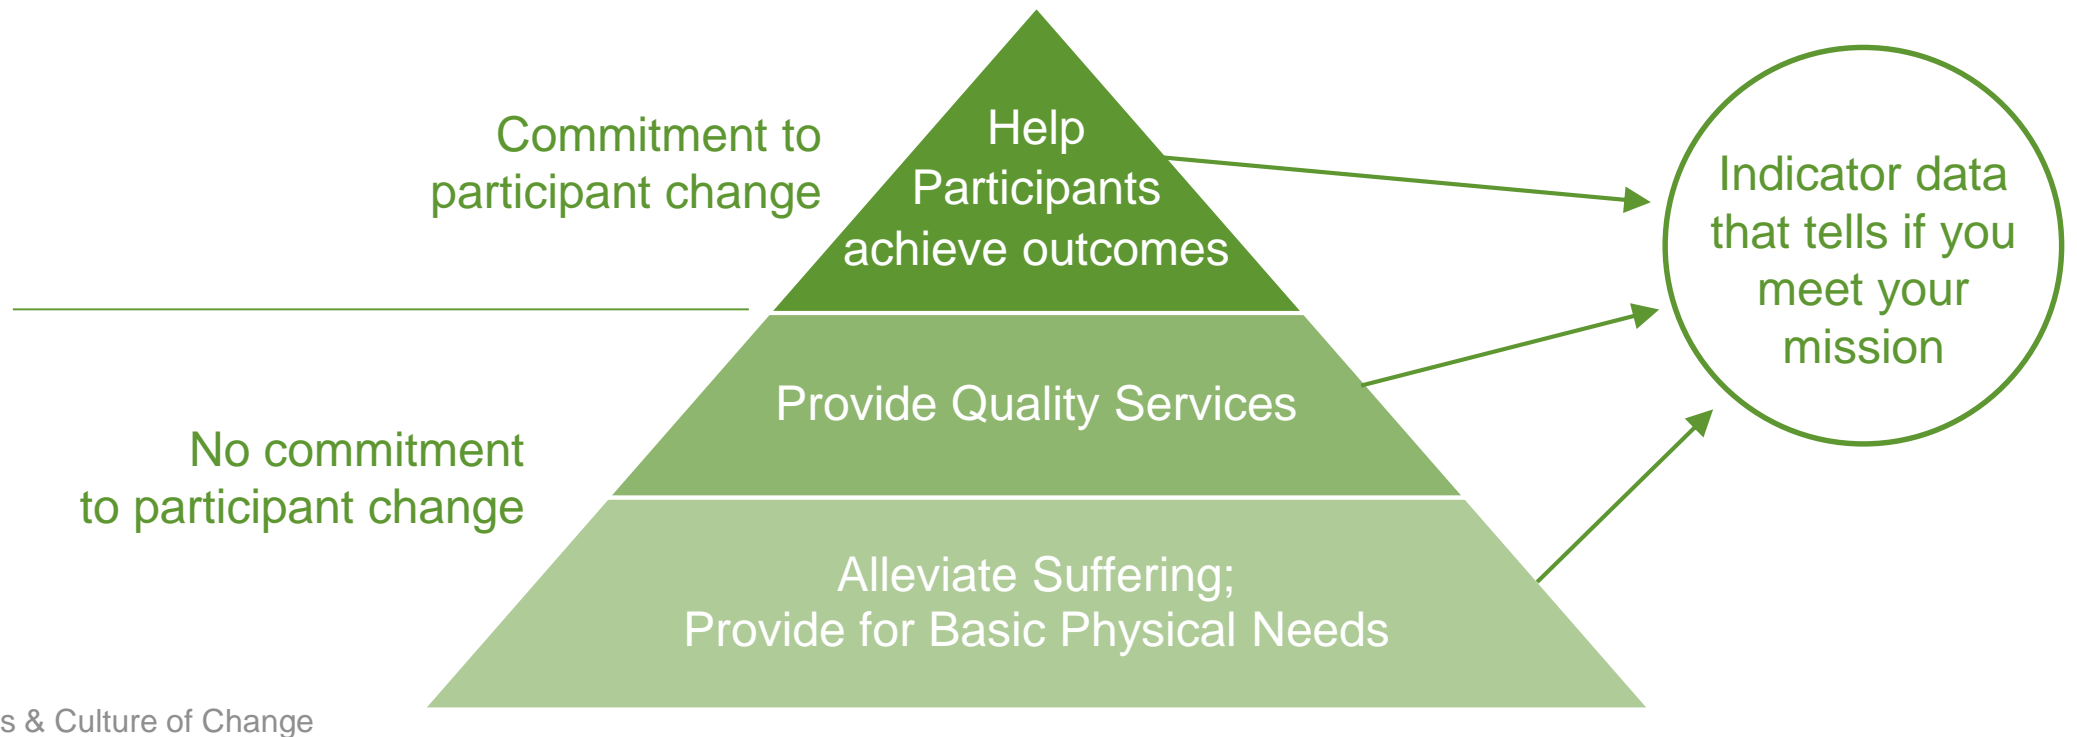 Commitment to
participant change
Help
Participants
achieve outcomes
Indicator data
that tells if you
meet your
mission
No commitment
to participant change
Provide Quality Services
Alleviate Suffering;
Provide for Basic Physical Needs
s & Culture of Change